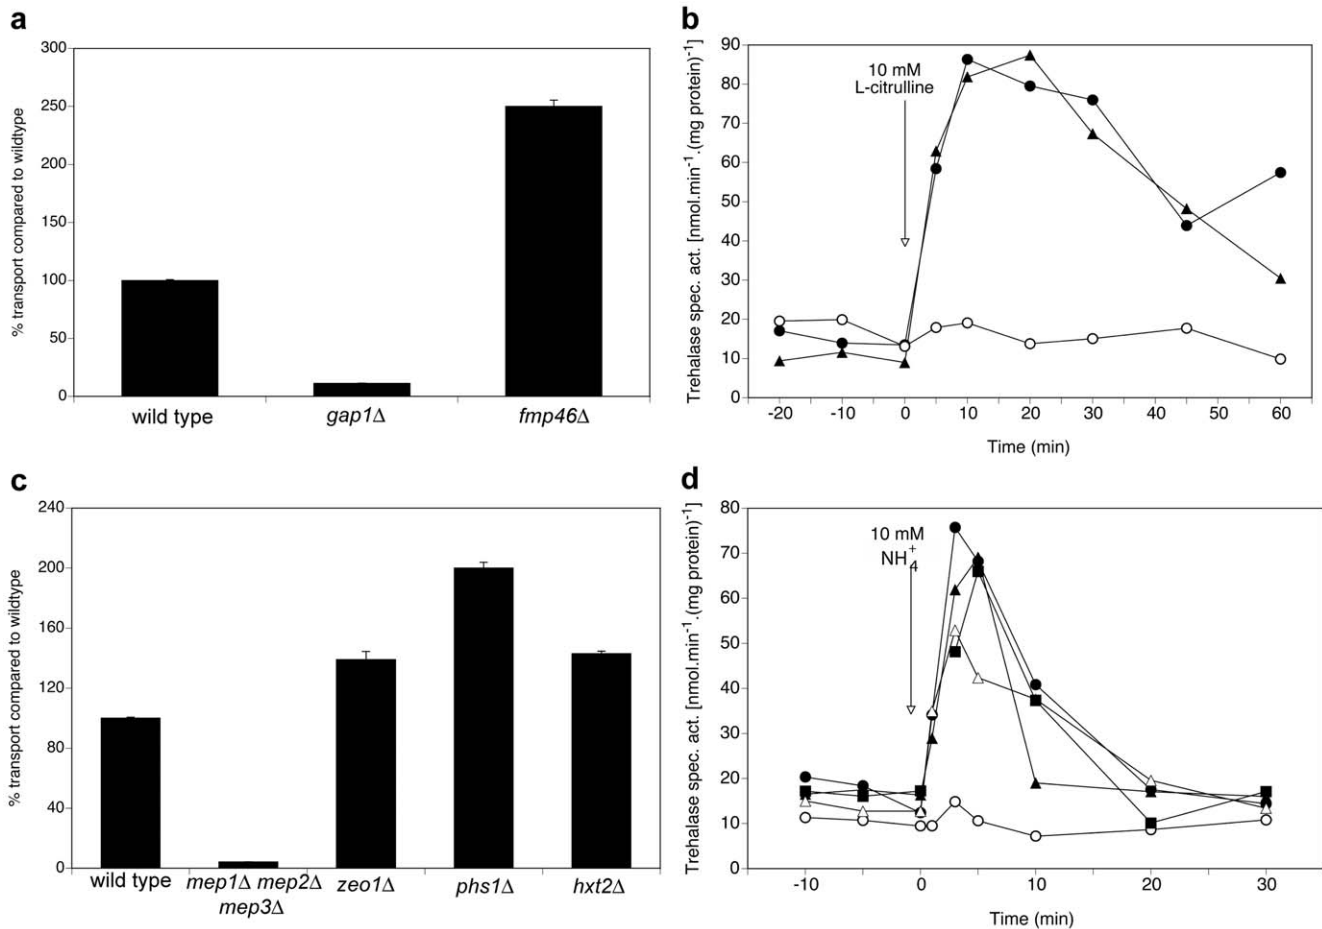 a
300
250
200
150
100
50
0
% transport compared to wildtype
wild type
gap1Δ
fmp46Δ
b
90
80
70
60
50
40
30
20
10
0
Trehalase spec. act. [nmol.min⁻¹.(mg protein)⁻¹]
10 mM
L-citrulline
-20 -10 0 10 20 30 40 50 60
Time (min)
c
240
200
160
120
80
40
0
% transport compared to wildtype
wild type
mep1Δ mep2Δ
mep3Δ
zeo1Δ
phs1Δ
hxt2Δ
d
80
70
60
50
40
30
20
10
0
Trehalase spec. act. [nmol.min⁻¹.(mg protein)⁻¹]
10 mM
NH₄⁺
-10 0 10 20 30
Time (min)